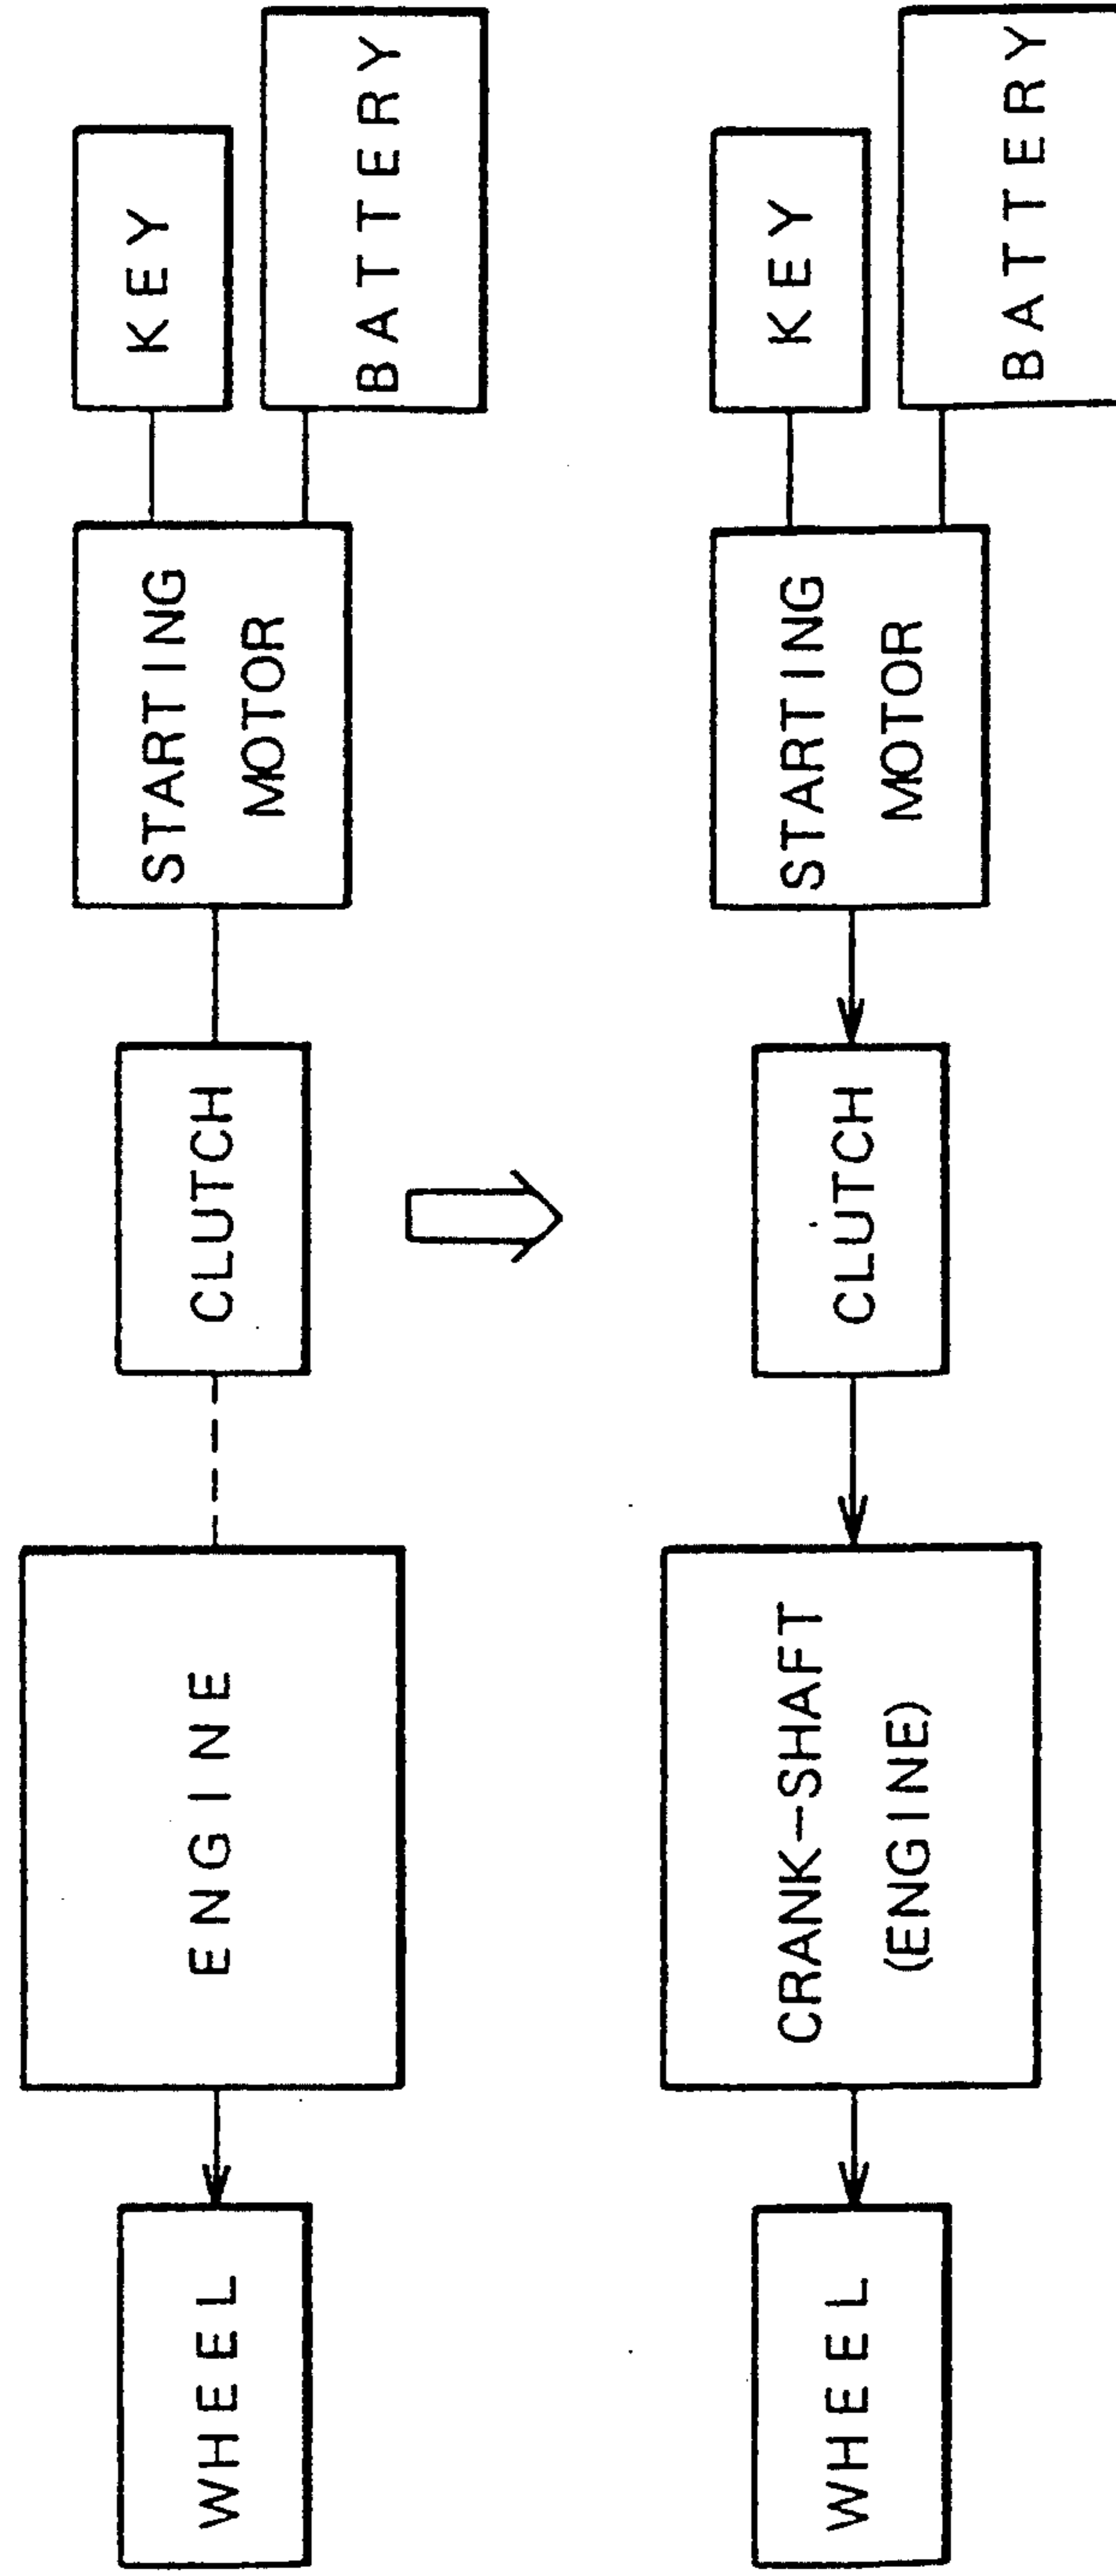 WHEEL
ENGINE
CLUTCH
STARTING
MOTOR
KEY
BATTERY
WHEEL
CRANK-SHAFT
(ENGINE)
CLUTCH
STARTING
MOTOR
KEY
BATTERY